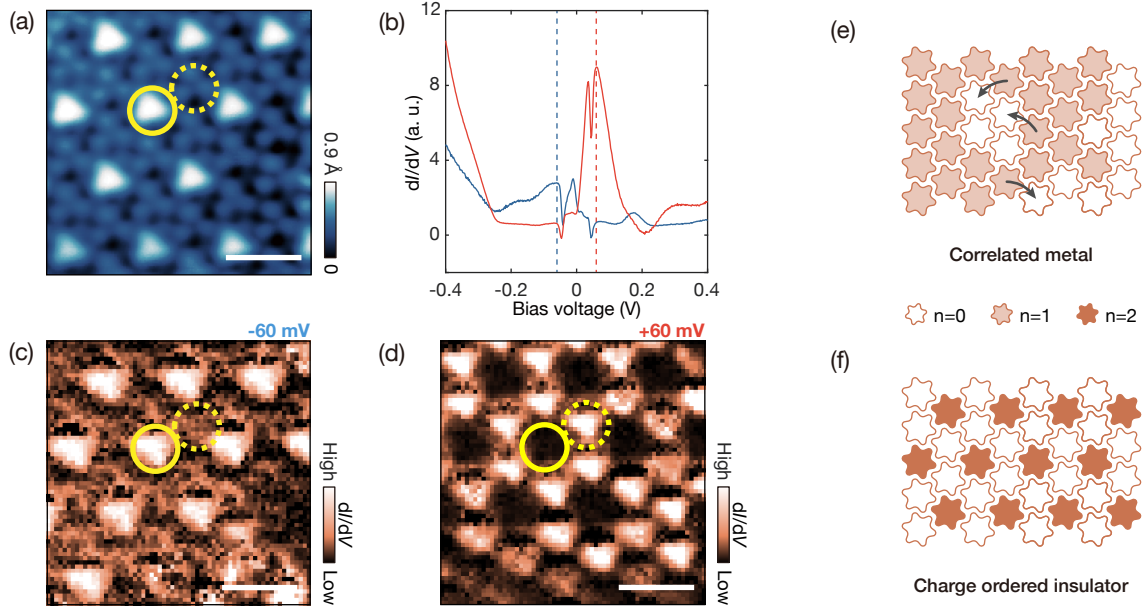 (a)
0.9 Å
0
(b)
dI/dV (a. u.)
12
8
4
0
-0.4
-0.2
0
0.2
0.4
Bias voltage (V)
(e)
Correlated metal
n=0
n=1
n=2
(c)
-60 mV
High
dI/dV
Low
(d)
+60 mV
High
dI/dV
Low
(f)
Charge ordered insulator